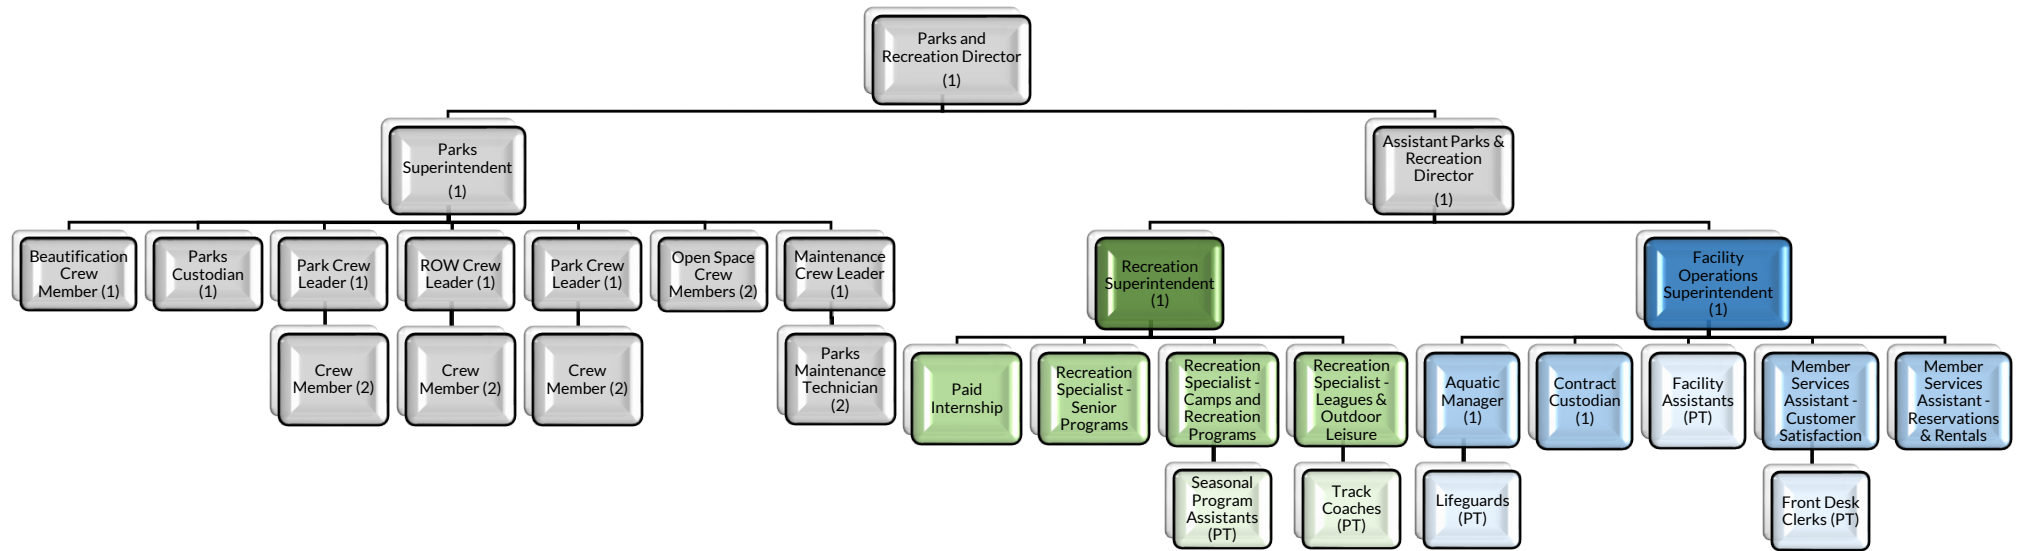 Parks and
Recreation Director
(1)
Parks
Superintendent
(1)
Assistant Parks &
Recreation
Director
(1)
Beautification
Crew
Member (1)
Parks
Custodian
(1)
Park Crew
Leader (1)
ROW Crew
Leader (1)
Park Crew
Leader (1)
Open Space
Crew
Members (2)
Maintenance
Crew Leader
(1)
Recreation
Superintendent
(1)
Facility
Operations
Superintendent
(1)
Crew
Member (2)
Crew
Member (2)
Crew
Member (2)
Parks
Maintenance
Technician
(2)
Paid
Internship
Recreation
Specialist -
Senior
Programs
Recreation
Specialist -
Camps and
Recreation
Programs
Recreation
Specialist -
Leagues &
Outdoor
Leisure
Aquatic
Manager
(1)
Contract
Custodian
(1)
Facility
Assistants
(PT)
Member
Services
Assistant -
Customer
Satisfaction
Member
Services
Assistant -
Reservations
& Rentals
Seasonal
Program
Assistants
(PT)
Track
Coaches
(PT)
Lifeguards
(PT)
Front Desk
Clerks (PT)